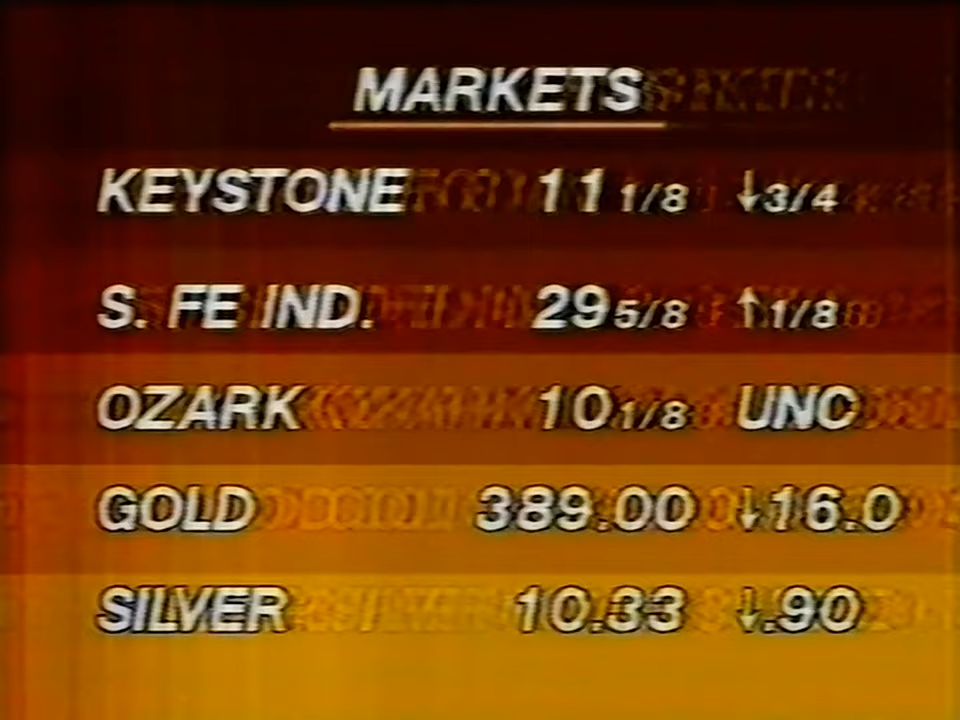 MARKETS
KEYSTONE 11 1/8 ↓3/4
S. FE IND. 29 5/8 ↑1/8
OZARK 10 1/8 UNC
GOLD 389.00 ↓16.0
SILVER 10.33 ↓.90